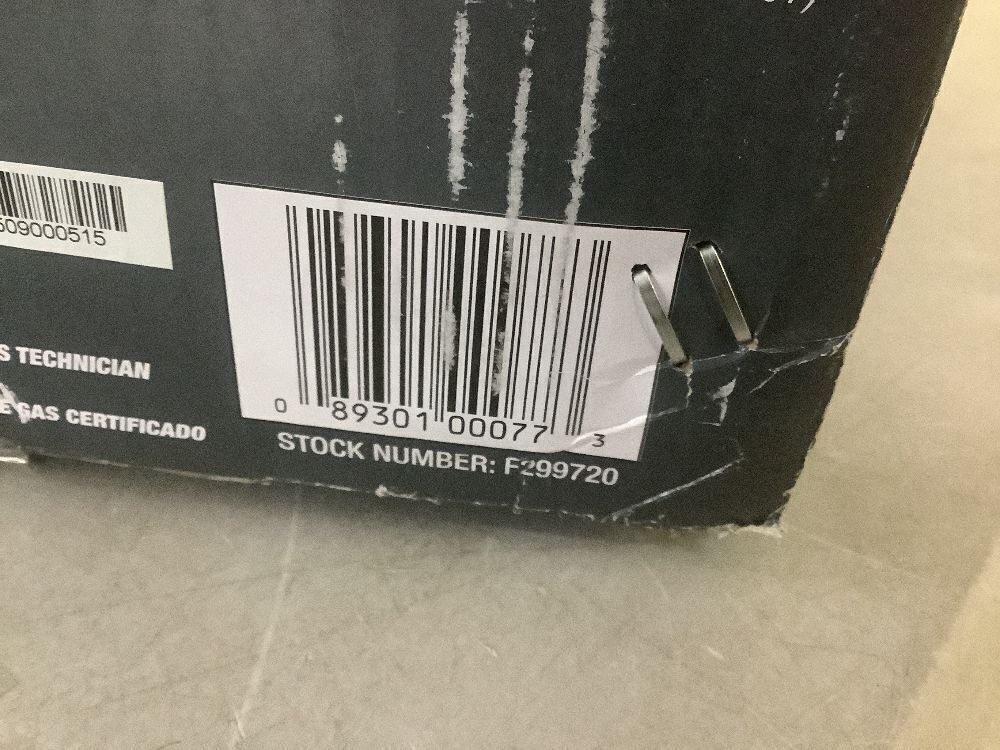 509000515
S TECHNICIAN
E GAS CERTIFICADO
0 89301 00077 3
STOCK NUMBER: F299720